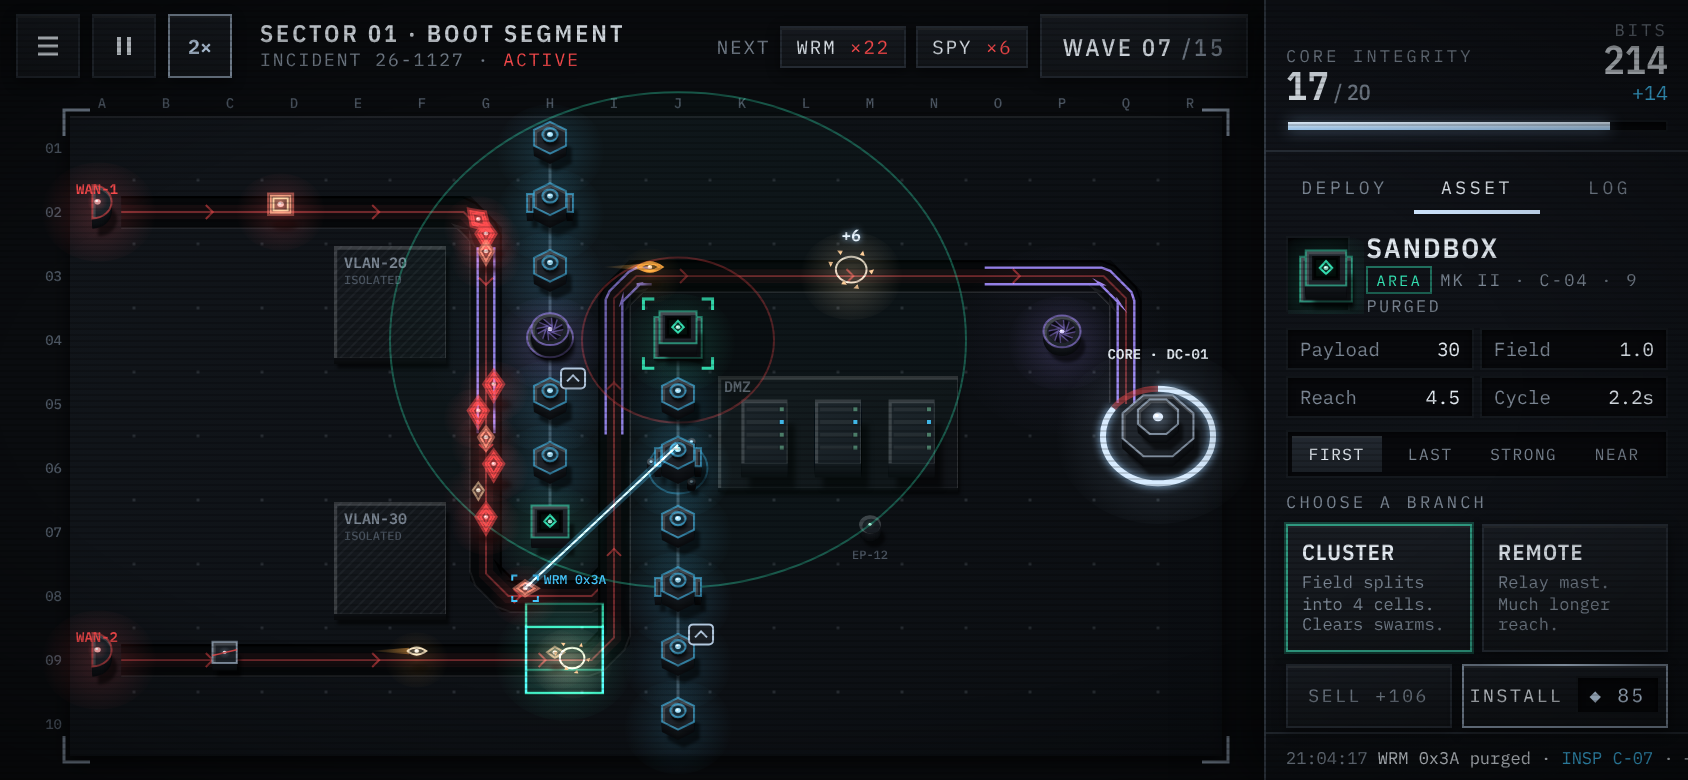 2×
SECTOR 01 · BOOT SEGMENT
INCIDENT 26-1127 · ACTIVE
NEXT
WRM ×22
SPY ×6
WAVE 07 /15
CORE INTEGRITY
17 / 20
BITS
214
+14
A B C D E F G H I J K L M N O P Q R
01
02
03
04
05
06
07
08
09
10
WAN-1
VLAN-20
ISOLATED
+6
CORE · DC-01
DMZ
VLAN-30
ISOLATED
EP-12
WRM 0x3A
WAN-2
DEPLOY
ASSET
LOG
SANDBOX
AREA MK II · C-04 · 9
PURGED
Payload 30
Field 1.0
Reach 4.5
Cycle 2.2s
FIRST
LAST
STRONG
NEAR
CHOOSE A BRANCH
CLUSTER
Field splits
into 4 cells.
Clears swarms.
REMOTE
Relay mast.
Much longer
reach.
SELL +106
INSTALL ◆ 85
21:04:17 WRM 0x3A purged · INSP C-07 ·